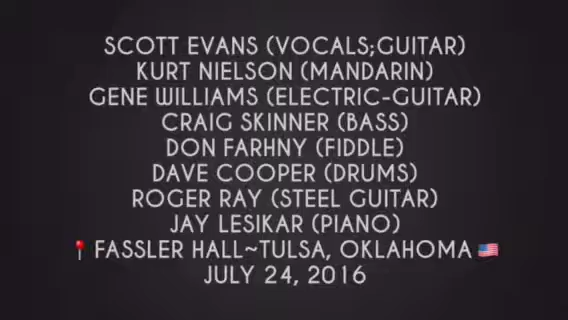 SCOTT EVANS (VOCALS;GUITAR)
KURT NIELSON (MANDARIN)
GENE WILLIAMS (ELECTRIC-GUITAR)
CRAIG SKINNER (BASS)
DON FARHNY (FIDDLE)
DAVE COOPER (DRUMS)
ROGER RAY (STEEL GUITAR)
JAY LESIKAR (PIANO)
📍FASSLER HALL~TULSA, OKLAHOMA🇺🇸
JULY 24, 2016